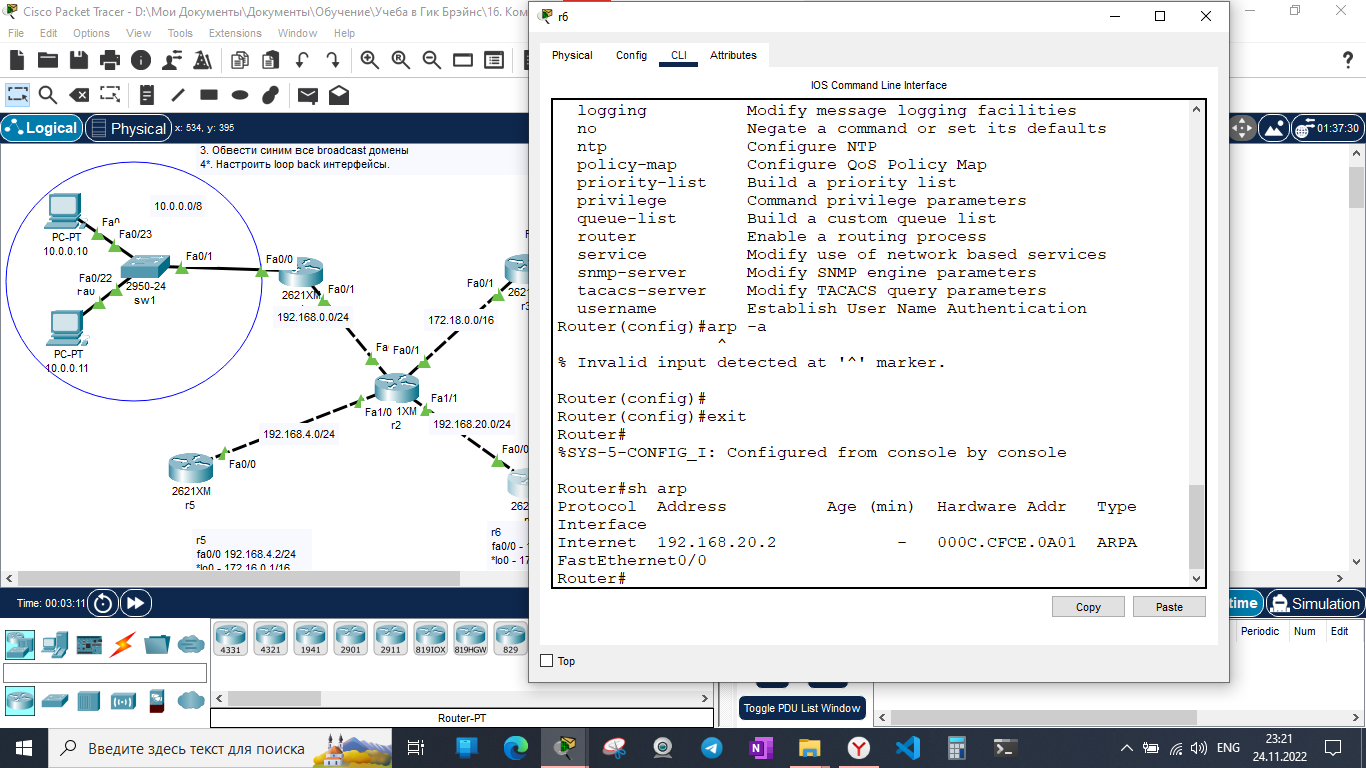 Cisco Packet Tracer - D:\Мои Документы\Документы\Обучение\Учеба в Гик Брэйнс\16. Ком
File Edit Options View Tools Extensions Window Help
Logical
Physical
x: 534, y: 395
01:37:30
3. Обвести синим все broadcast домены
4*. Настроить loop back интерфейсы.
10.0.0.0/8
Fa0/23
PC-PT
10.0.0.10
Fa0/1
Fa0/22
2950-24
sw1
PC-PT
10.0.0.11
Fa0/0
2621XM
Fa0/1
192.168.0.0/24
Fa0/1
172.18.0.0/16
Fa0/1
Fa1/0
1XM
r2
Fa1/1
192.168.20.0/24
192.168.4.0/24
Fa0/0
2621XM
r5
r5
fa0/0 192.168.4.2/24
*lo0 - 172.16.0.1/16
r6
Time: 00:03:11
4331
4321
1941
2901
2911
819IOX
819HGW
829
Router-PT
r6
Physical Config CLI Attributes
IOS Command Line Interface
logging Modify message logging facilities
no Negate a command or set its defaults
ntp Configure NTP
policy-map Configure QoS Policy Map
priority-list Build a priority list
privilege Command privilege parameters
queue-list Build a custom queue list
router Enable a routing process
service Modify use of network based services
snmp-server Modify SNMP engine parameters
tacacs-server Modify TACACS query parameters
username Establish User Name Authentication
Router(config)#arp -a
^
% Invalid input detected at '^' marker.
Router(config)#
Router(config)#exit
Router#
%SYS-5-CONFIG_I: Configured from console by console
Router#sh arp
Protocol Address Age (min) Hardware Addr Type
Interface
Internet 192.168.20.2 - 000C.CFCE.0A01 ARPA
FastEthernet0/0
Router#
Copy
Paste
Top
Simulation
Periodic Num Edit
Toggle PDU List Window
Введите здесь текст для поиска
ENG
23:21
24.11.2022